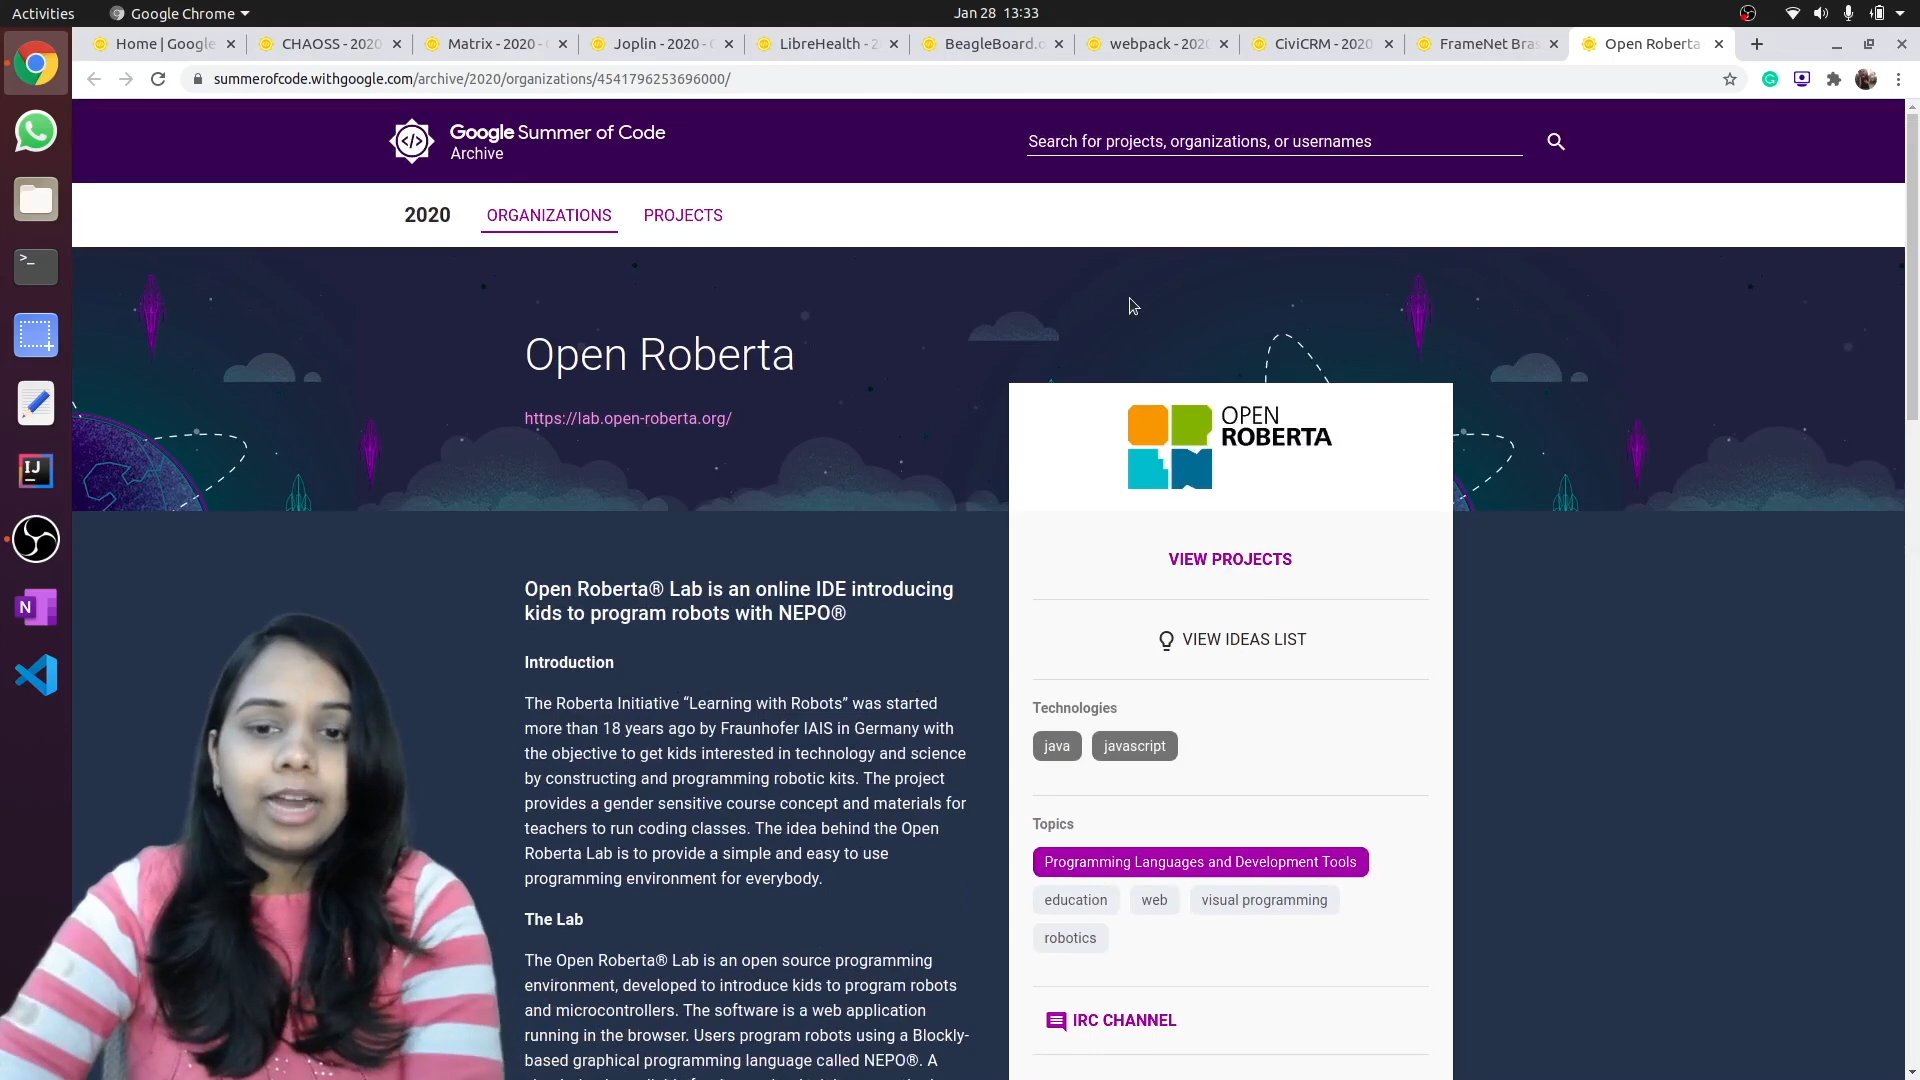 Activities
Google Chrome
Jan 28 13:33
Home | Google
CHAOSS - 2020
Matrix - 2020 -
Joplin - 2020 -
LibreHealth - 2
BeagleBoard.o
webpack - 2020
CiviCRM - 2020
FrameNet Bras
Open Roberta
summerofcode.withgoogle.com/archive/2020/organizations/4541796253696000/
Google Summer of Code
Archive
Search for projects, organizations, or usernames
2020
ORGANIZATIONS
PROJECTS
Open Roberta
https://lab.open-roberta.org/
OPEN
ROBERTA
VIEW PROJECTS
VIEW IDEAS LIST
Technologies
java
javascript
Topics
Programming Languages and Development Tools
education
web
visual programming
robotics
IRC CHANNEL
Open Roberta® Lab is an online IDE introducing
kids to program robots with NEPO®
Introduction
The Roberta Initiative “Learning with Robots” was started
more than 18 years ago by Fraunhofer IAIS in Germany with
the objective to get kids interested in technology and science
by constructing and programming robotic kits. The project
provides a gender sensitive course concept and materials for
teachers to run coding classes. The idea behind the Open
Roberta Lab is to provide a simple and easy to use
programming environment for everybody.
The Lab
The Open Roberta® Lab is an open source programming
environment, developed to introduce kids to program robots
and microcontrollers. The software is a web application
running in the browser. Users program robots using a Blockly-
based graphical programming language called NEPO®. A
IJ
N